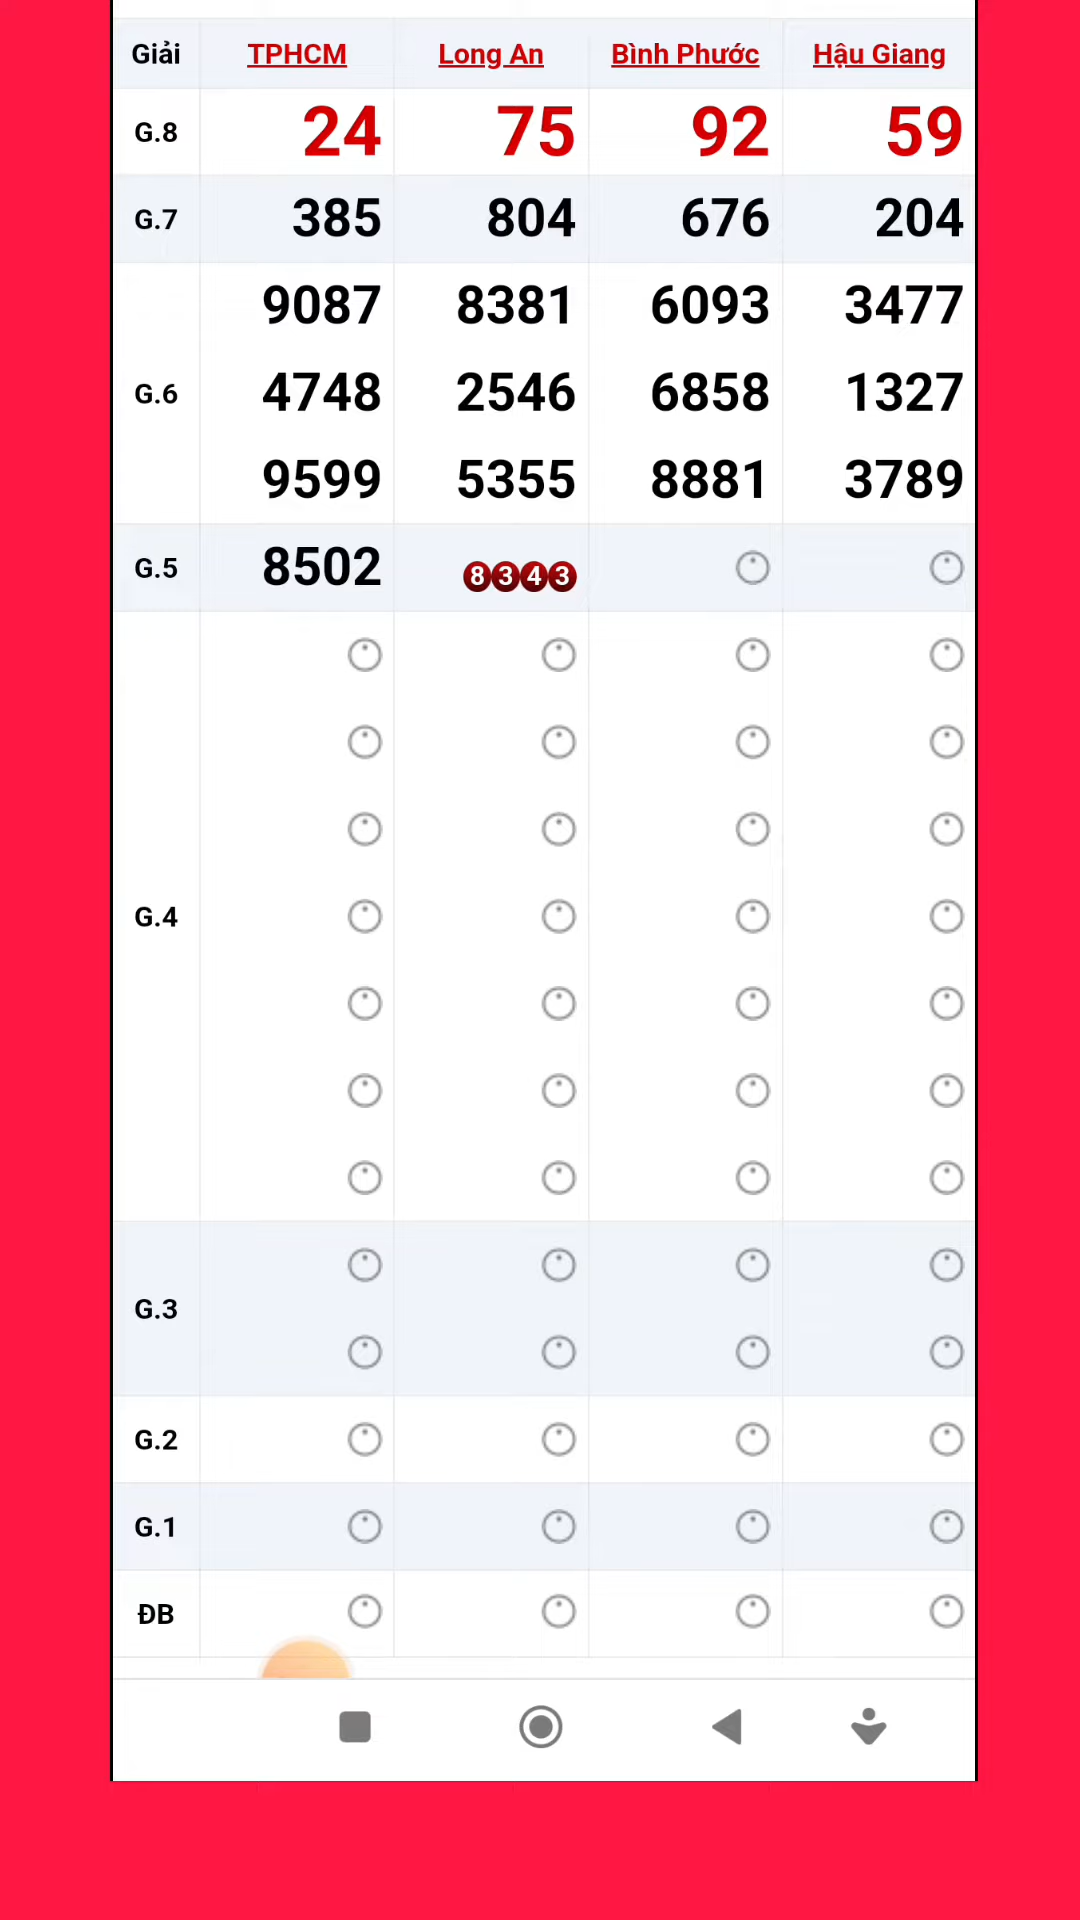 Giải TPHCM Long An Bình Phước Hậu Giang
G.8 24 75 92 59
G.7 385 804 676 204
9087 8381 6093 3477
G.6 4748 2546 6858 1327
9599 5355 8881 3789
G.5 8502 8343
G.4
G.3
G.2
G.1
ĐB